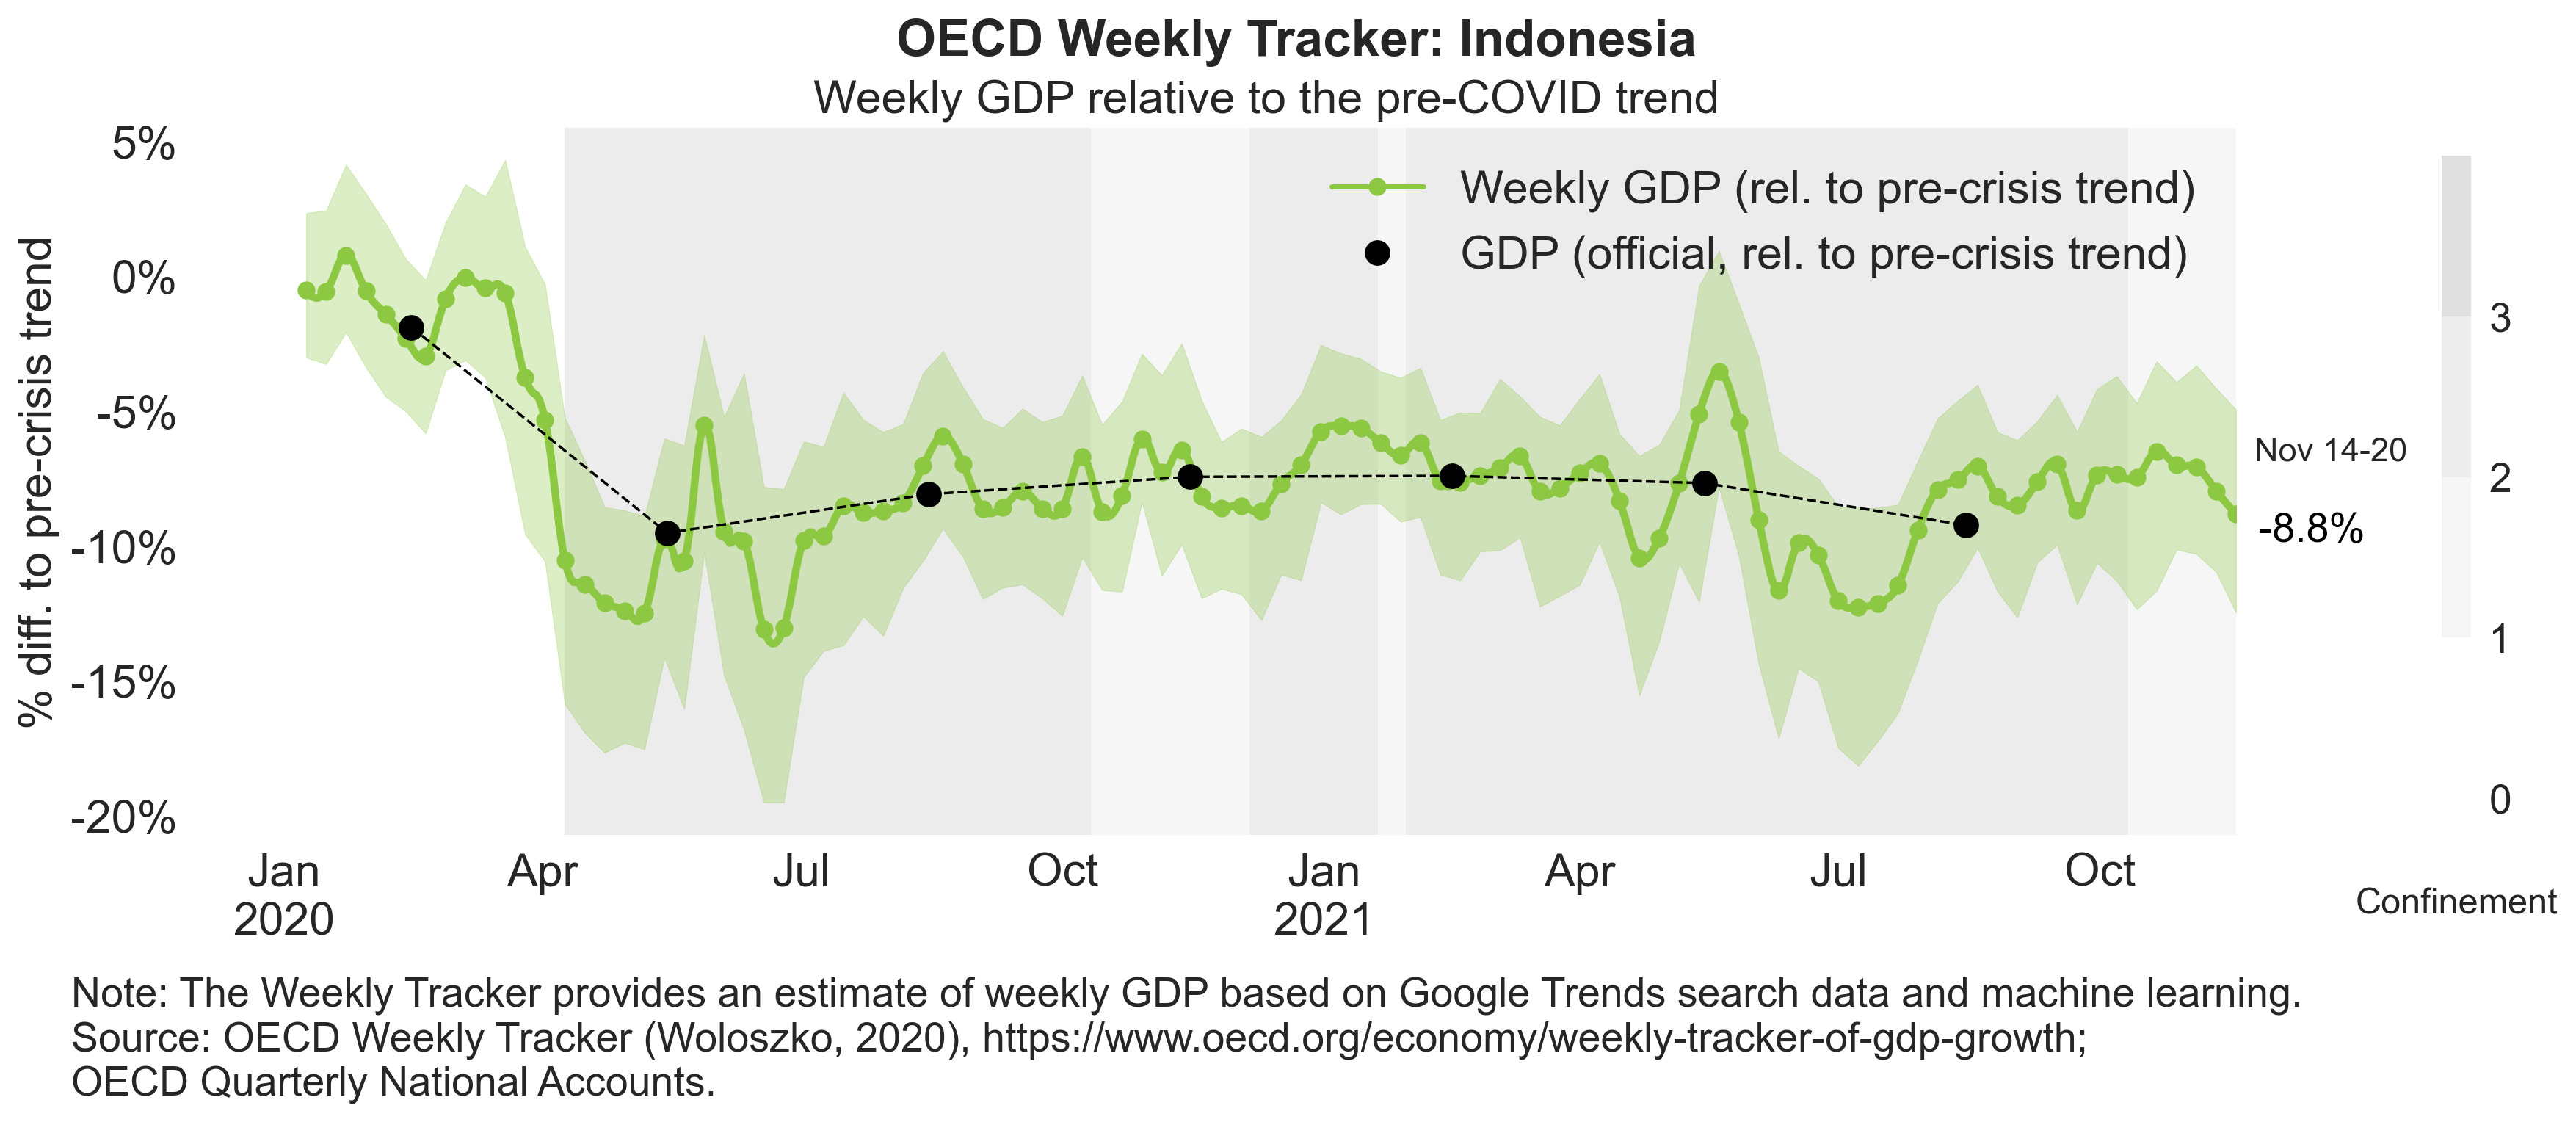 OECD Weekly Tracker: Indonesia
Weekly GDP relative to the pre-COVID trend
% diff. to pre-crisis trend
5%
0%
-5%
-10%
-15%
-20%
Weekly GDP (rel. to pre-crisis trend)
GDP (official, rel. to pre-crisis trend)
Nov 14-20
-8.8%
3
2
1
0
Confinement
Jan Apr Jul Oct Jan Apr Jul Oct
2020 2021
Note: The Weekly Tracker provides an estimate of weekly GDP based on Google Trends search data and machine learning.
Source: OECD Weekly Tracker (Woloszko, 2020), https://www.oecd.org/economy/weekly-tracker-of-gdp-growth;
OECD Quarterly National Accounts.